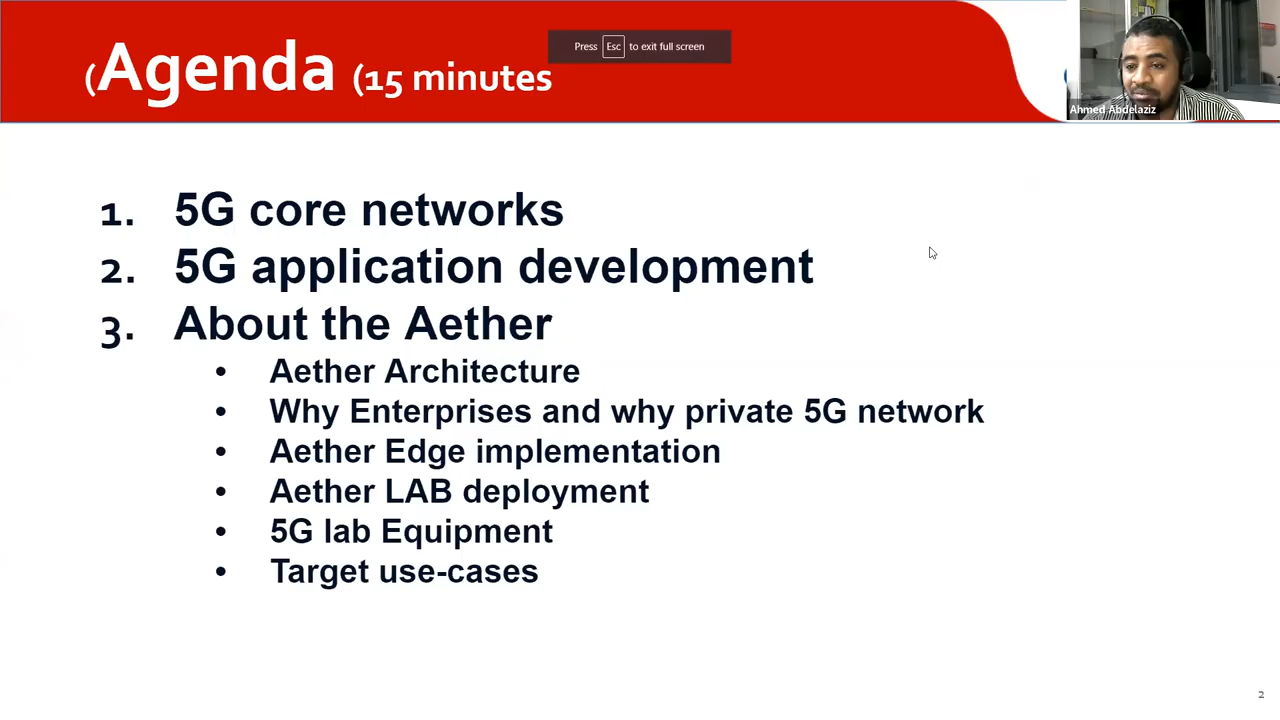 Press Esc to exit full screen
(Agenda (15 minutes
Ahmed Abdelaziz
1. 5G core networks
2. 5G application development
3. About the Aether
• Aether Architecture
• Why Enterprises and why private 5G network
• Aether Edge implementation
• Aether LAB deployment
• 5G lab Equipment
• Target use-cases
2